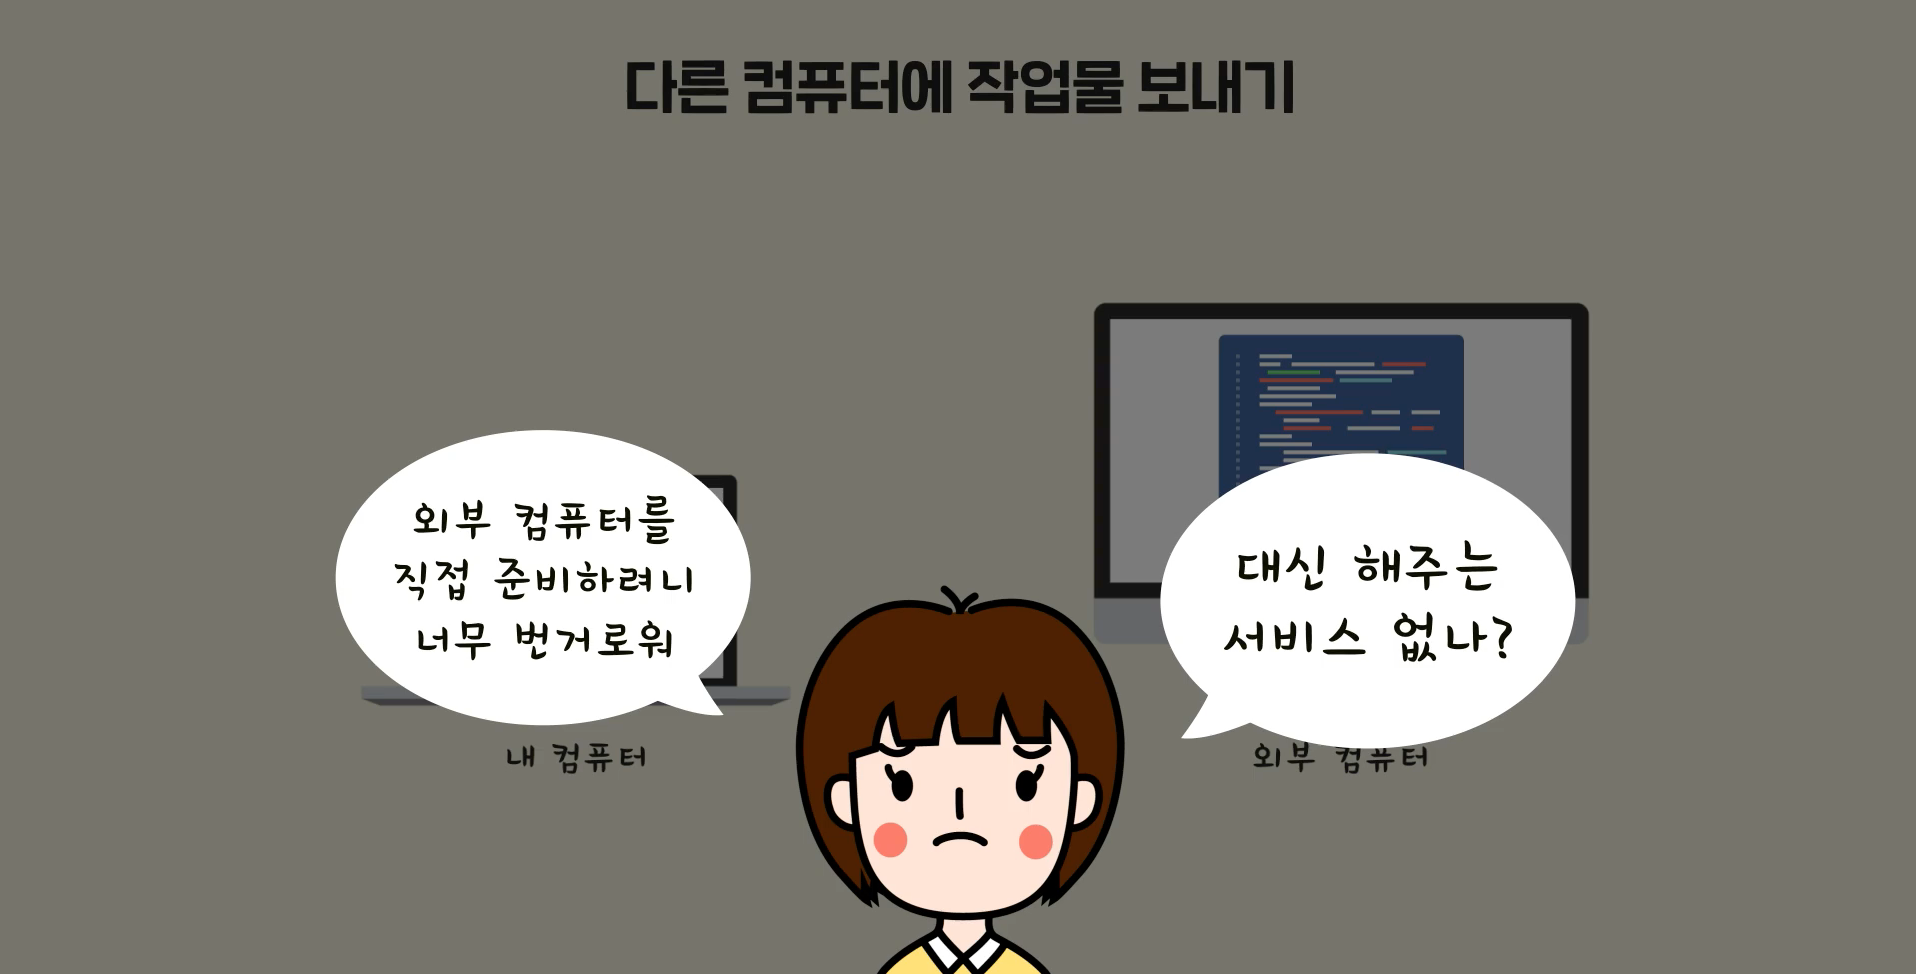 다른 컴퓨터에 작업물 보내기
외부 컴퓨터를
직접 준비하려니
너무 번거로워
대신 해주는
서비스 없나?
내 컴퓨터
외부 컴퓨터